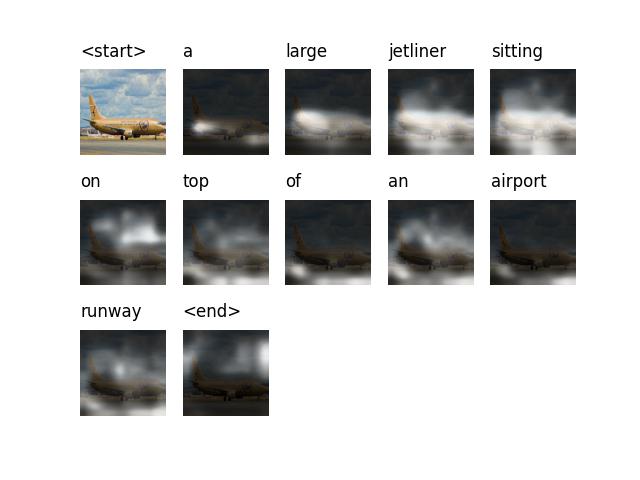 <start> a large jetliner sitting
on top of an airport
runway <end>